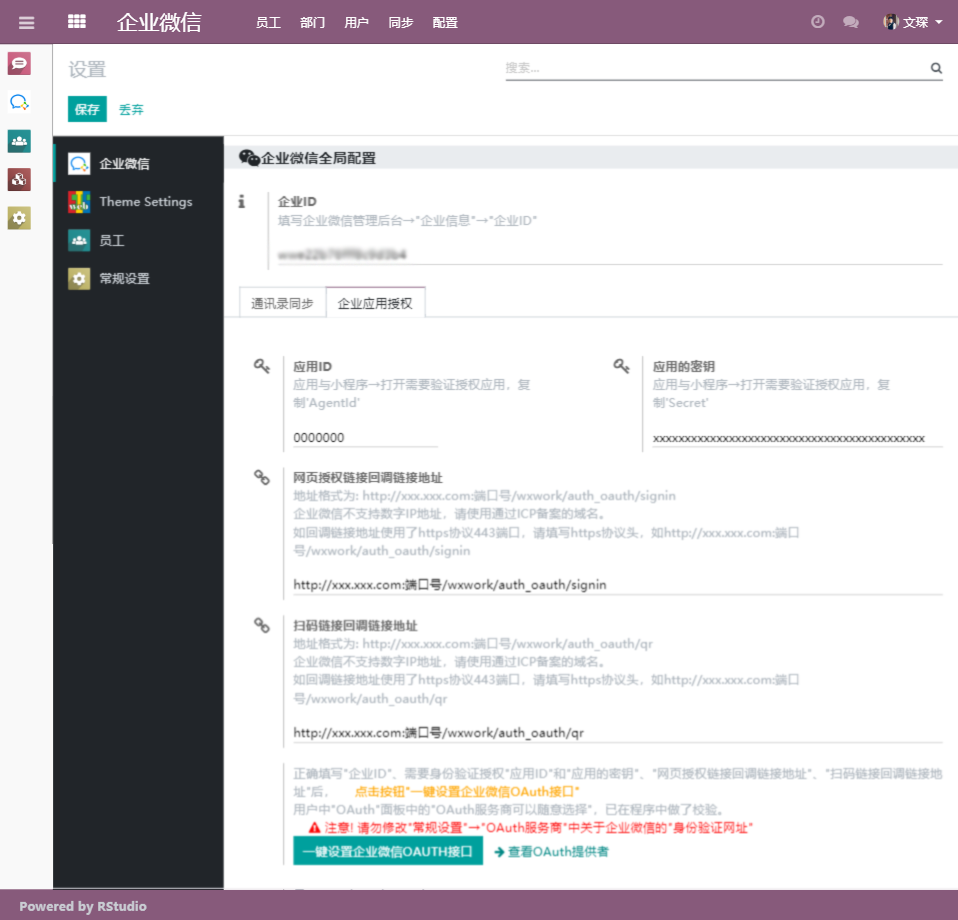 企业微信
员工 部门 用户 同步 配置
文琛
设置
搜索...
保存 丢弃
企业微信
Theme Settings
员工
常规设置
企业微信全局配置
企业ID
填写企业微信管理后台→"企业信息"→"企业ID"
通讯录同步 企业应用授权
应用ID
应用与小程序→打开需要验证授权应用，复
制'AgentId'
0000000
应用的密钥
应用与小程序→打开需要验证授权应用，复
制'Secret'
网页授权链接回调链接地址
地址格式为: http://xxx.xxx.com:端口号/wxwork/auth_oauth/signin
企业微信不支持数字IP地址，请使用通过ICP备案的域名。
如回调链接地址使用了https协议443端口，请填写https协议头，如http://xxx.xxx.com:端口
号/wxwork/auth_oauth/signin
http://xxx.xxx.com:端口号/wxwork/auth_oauth/signin
扫码链接回调链接地址
地址格式为: http://xxx.xxx.com:端口号/wxwork/auth_oauth/qr
企业微信不支持数字IP地址，请使用通过ICP备案的域名。
如回调链接地址使用了https协议443端口，请填写https协议头，如http://xxx.xxx.com:端口
号/wxwork/auth_oauth/qr
http://xxx.xxx.com:端口号/wxwork/auth_oauth/qr
正确填写"企业ID"、需要身份验证授权"应用ID"和"应用的密钥"、"网页授权链接回调链接地址"、"扫码链接回调链接地
址"后， 点击按钮"一键设置企业微信OAuth接口"
用户中"OAuth"面板中的"OAuth服务商可以随意选择"，已在程序中做了校验。
注意! 请勿修改"常规设置"→"OAuth服务商"中关于企业微信的"身份验证网址"
一键设置企业微信OAUTH接口 查看OAuth提供者
Powered by RStudio